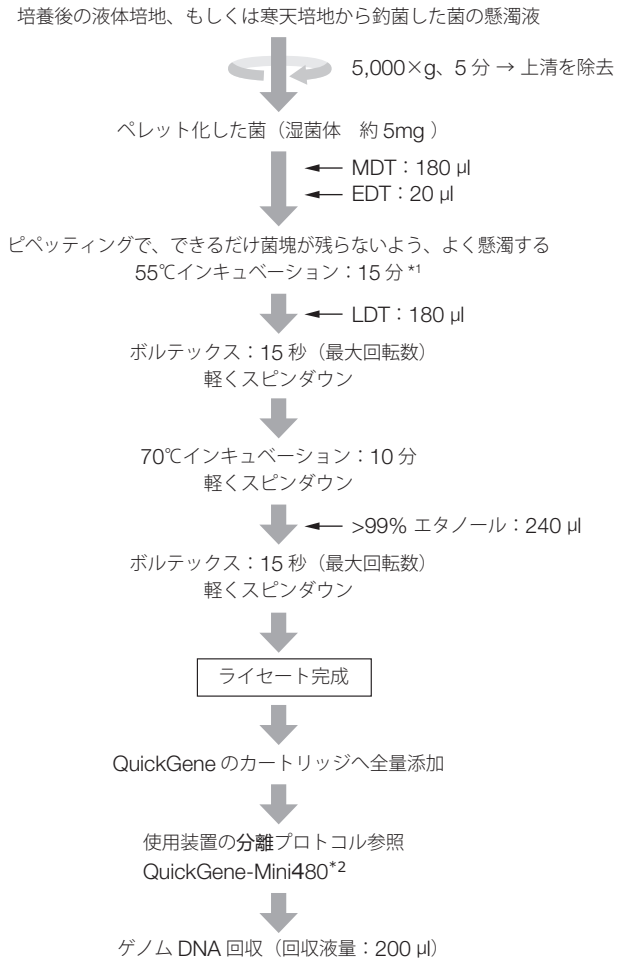 培養後の液体培地、もしくは寒天培地から釣菌した菌の懸濁液
5,000×g、5 分 → 上清を除去
ペレット化した菌（湿菌体　約 5mg ）
MDT：180 µl
EDT：20 µl
ピペッティングで、できるだけ菌塊が残らないよう、よく懸濁する
55℃インキュベーション：15 分 *1
LDT：180 µl
ボルテックス：15 秒（最大回転数）
軽くスピンダウン
70℃インキュベーション：10 分
軽くスピンダウン
>99% エタノール：240 µl
ボルテックス：15 秒（最大回転数）
軽くスピンダウン
ライセート完成
QuickGene のカートリッジへ全量添加
使用装置の分離プロトコル参照
QuickGene-Mini480*2
ゲノム DNA 回収（回収液量：200 µl）